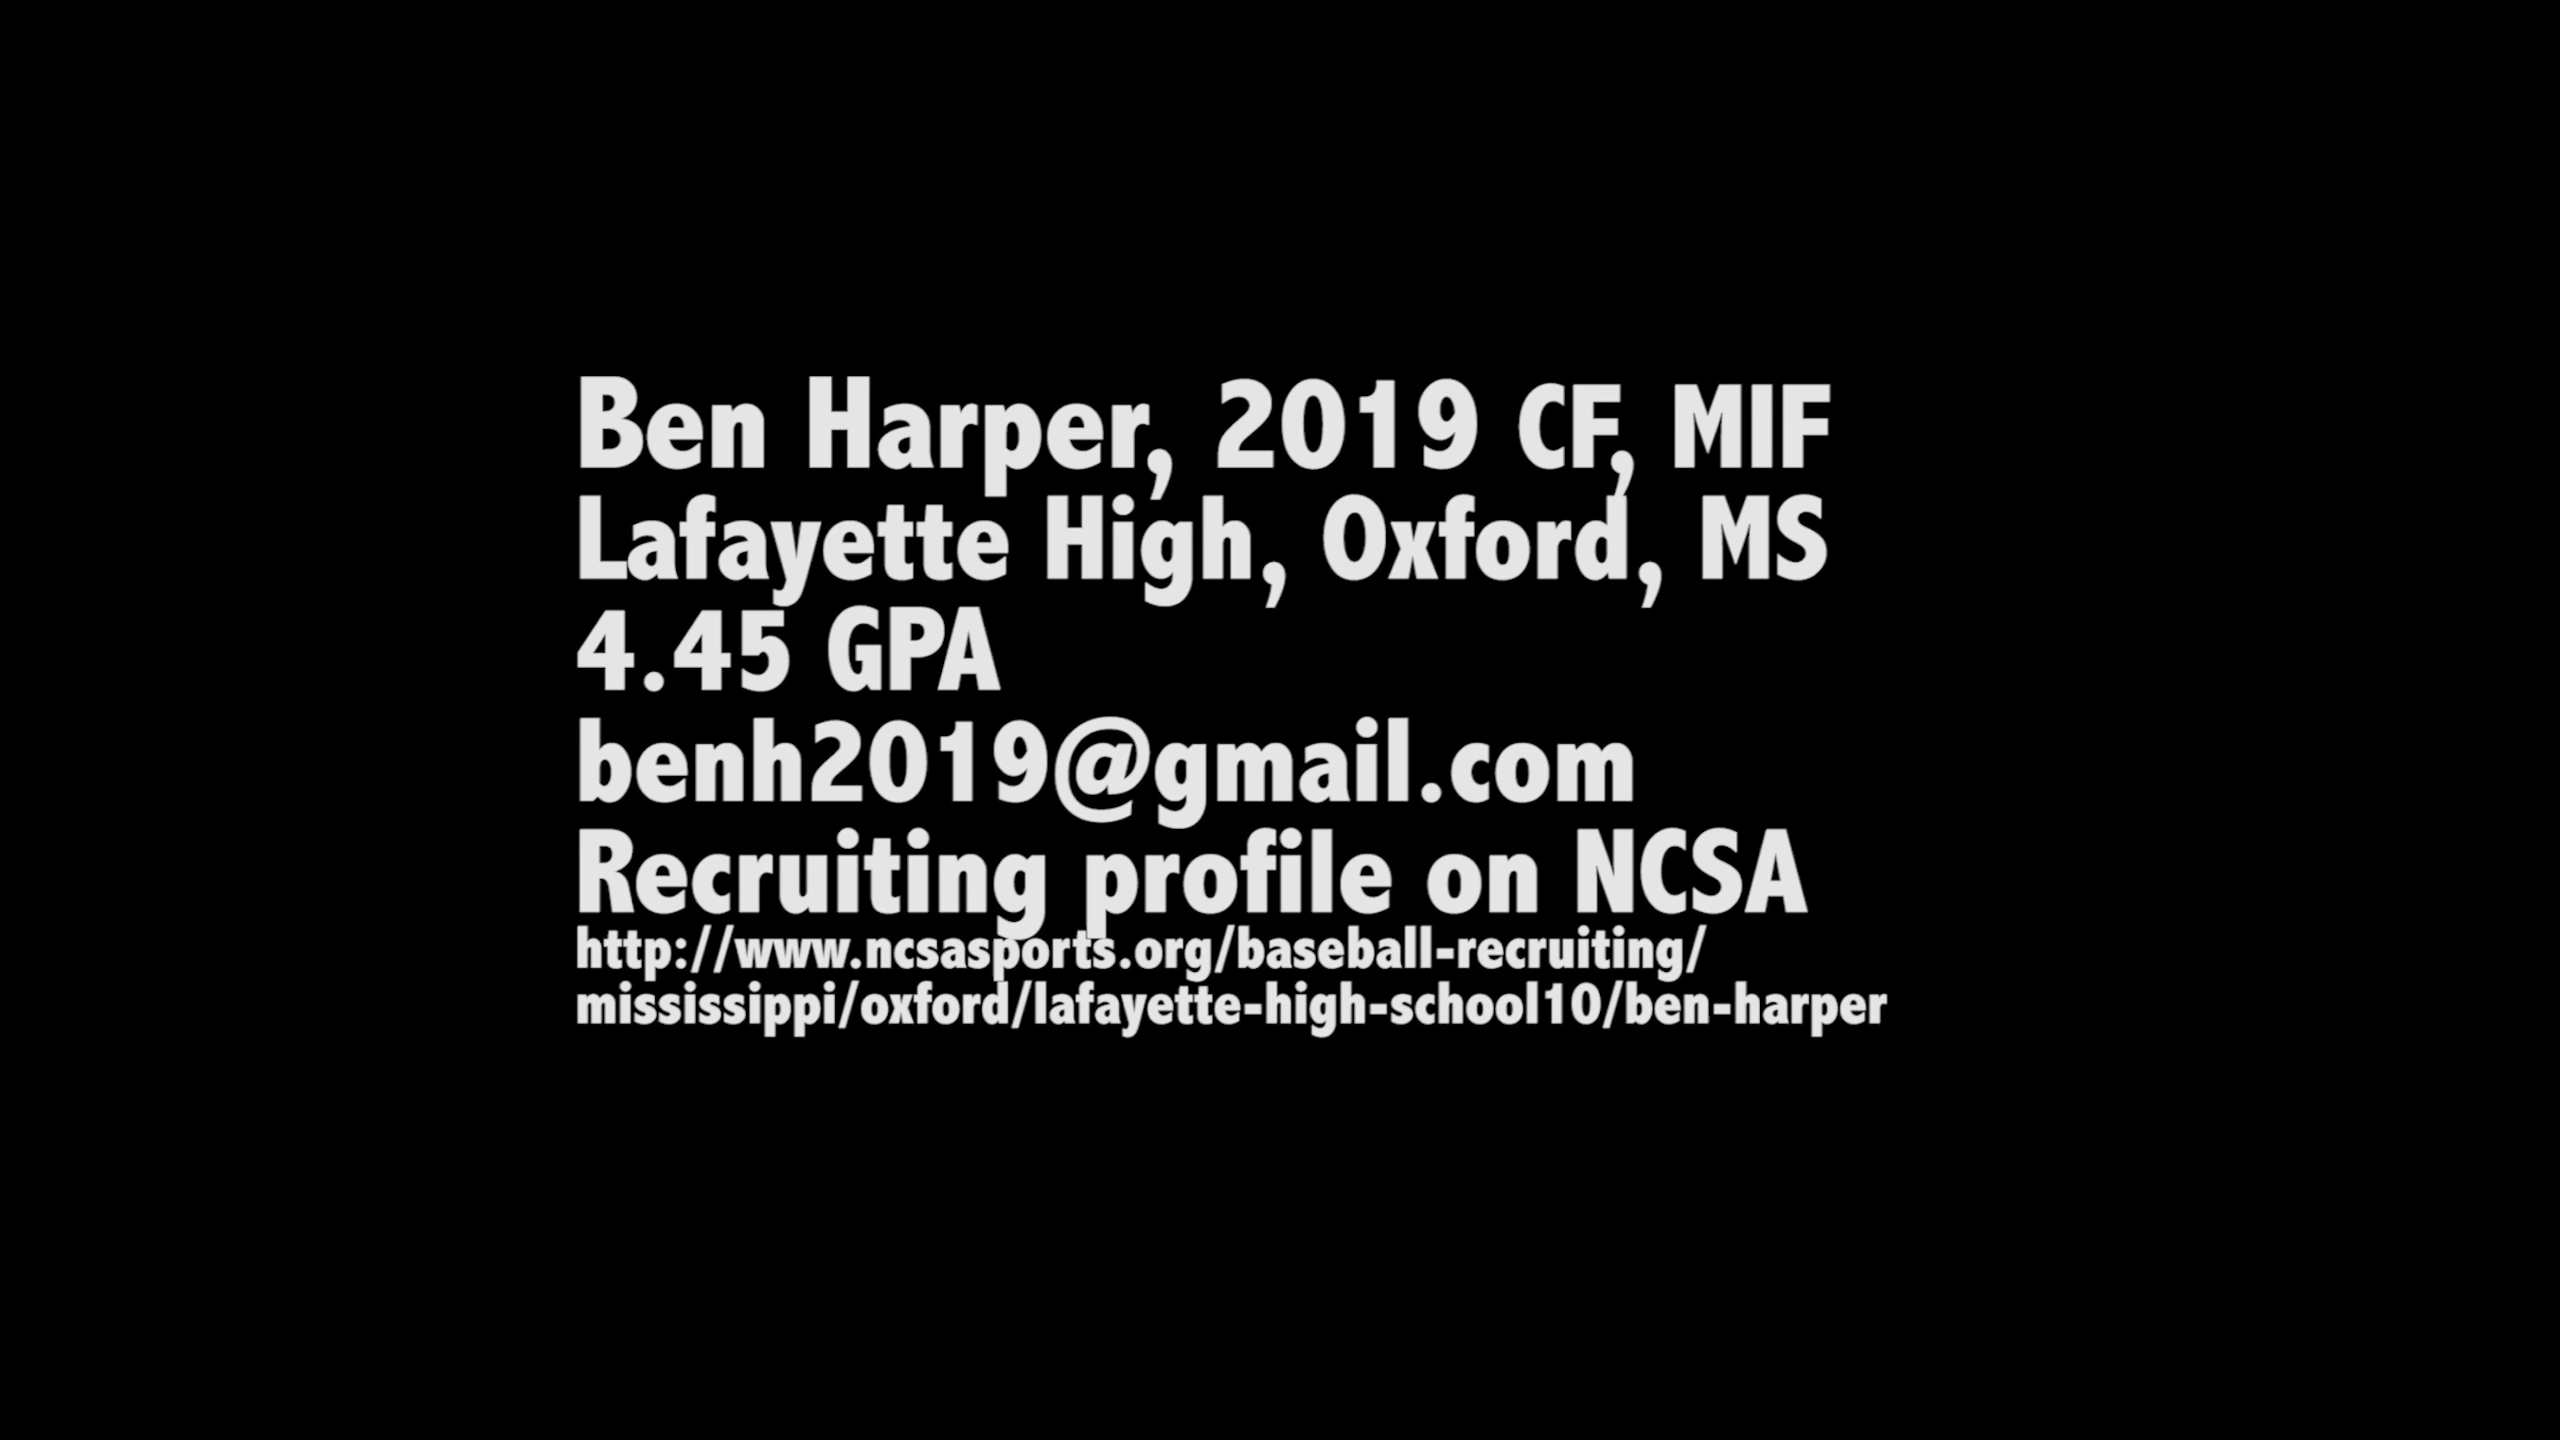 Ben Harper, 2019 CF, MIF
Lafayette High, Oxford, MS
4.45 GPA
benh2019@gmail.com
Recruiting profile on NCSA
http://www.ncsasports.org/baseball-recruiting/
mississippi/oxford/lafayette-high-school10/ben-harper